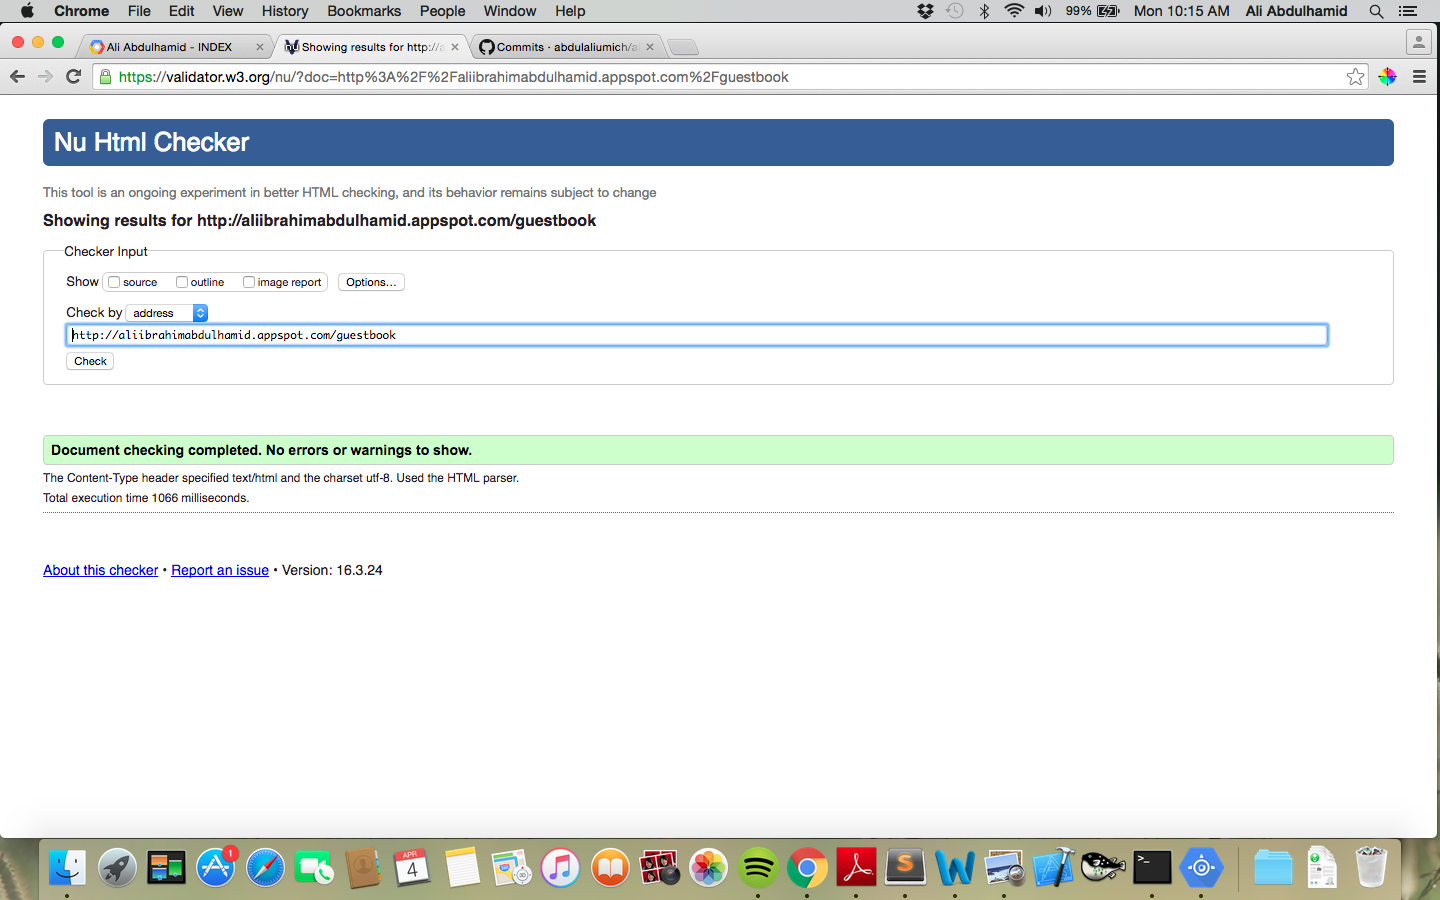 Chrome File Edit View History Bookmarks People Window Help 99% Mon 10:15 AM Ali Abdulhamid
Ali Abdulhamid - INDEX
Showing results for http://a
Commits · abdulaliumich/al
https://validator.w3.org/nu/?doc=http%3A%2F%2Faliibrahimabdulhamid.appspot.com%2Fguestbook
Nu Html Checker
This tool is an ongoing experiment in better HTML checking, and its behavior remains subject to change
Showing results for http://aliibrahimabdulhamid.appspot.com/guestbook
Checker Input
Show source outline image report Options...
Check by address
http://aliibrahimabdulhamid.appspot.com/guestbook
Check
Document checking completed. No errors or warnings to show.
The Content-Type header specified text/html and the charset utf-8. Used the HTML parser.
Total execution time 1066 milliseconds.
About this checker • Report an issue • Version: 16.3.24
1
APR
4